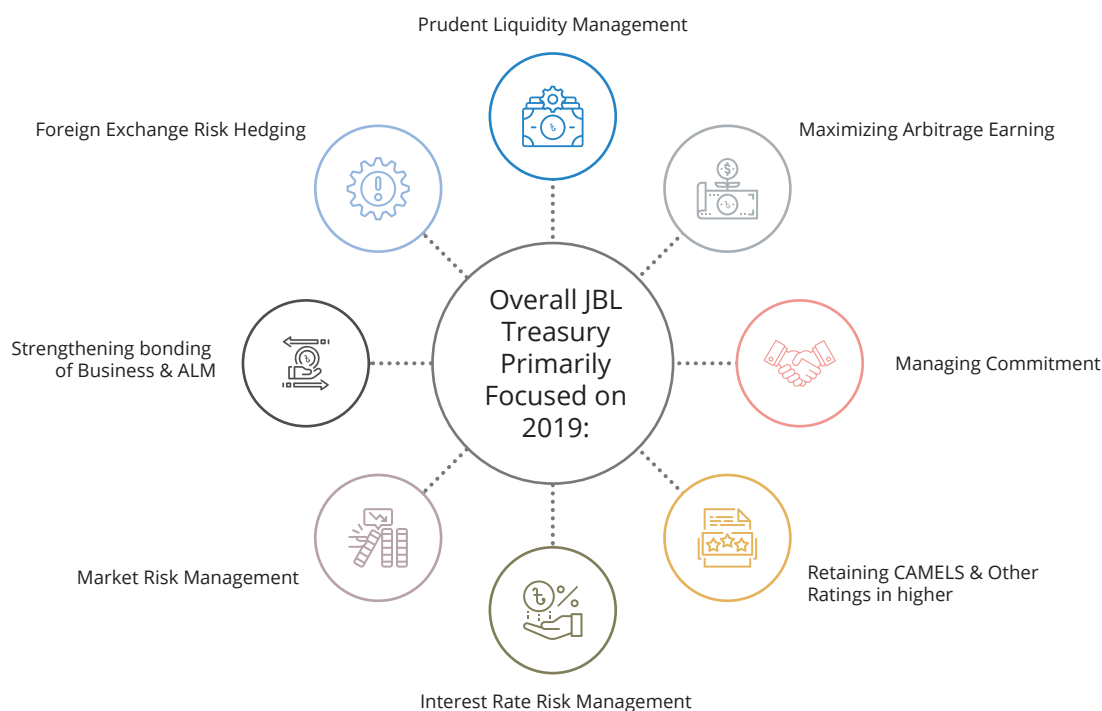 Prudent Liquidity Management
Foreign Exchange Risk Hedging
Maximizing Arbitrage Earning
Overall JBL
Treasury
Primarily
Focused on
2019:
Strengthening bonding
of Business & ALM
Managing Commitment
Market Risk Management
Retaining CAMELS & Other
Ratings in higher
Interest Rate Risk Management